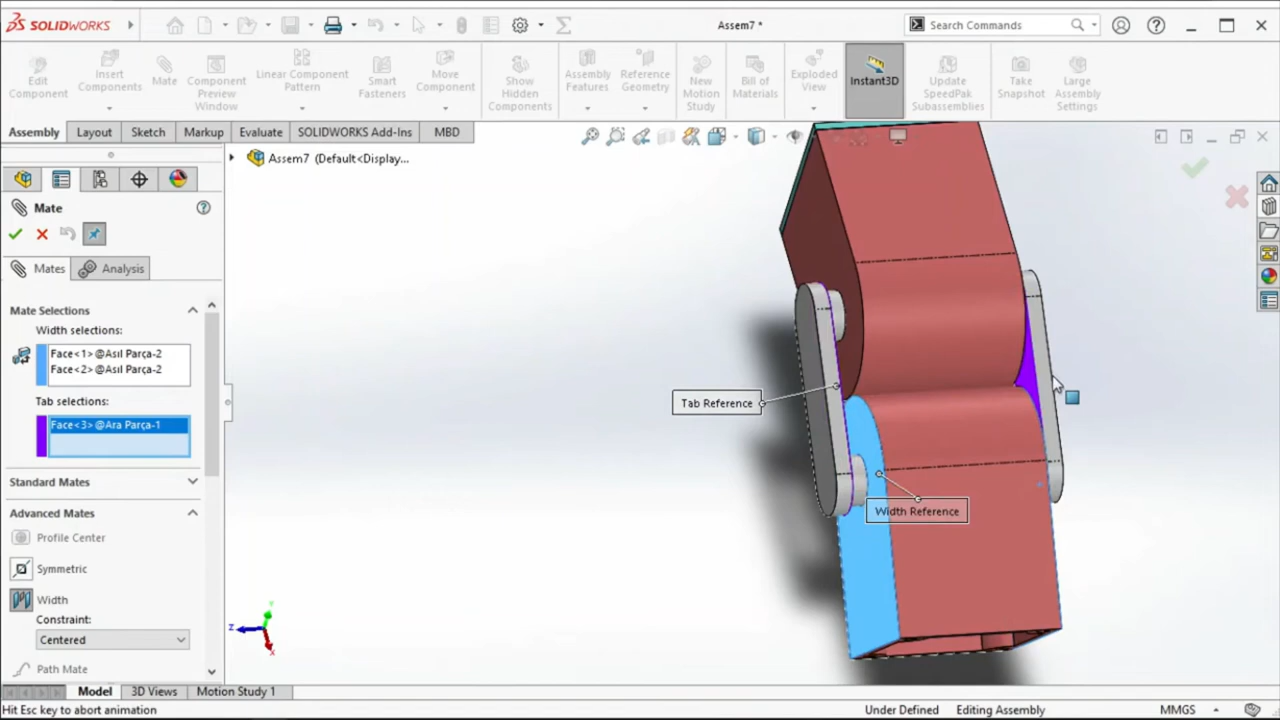 SOLIDWORKS
Assem7 *
Search Commands
Edit Component
Insert Components
Mate
Component Preview Window
Linear Component Pattern
Smart Fasteners
Move Component
Show Hidden Components
Assembly Features
Reference Geometry
New Motion Study
Bill of Materials
Exploded View
Instant3D
Update SpeedPak Subassemblies
Take Snapshot
Large Assembly Settings
Assembly
Layout
Sketch
Markup
Evaluate
SOLIDWORKS Add-Ins
MBD
Assem7 (Default<Display...
Mate
Mates
Analysis
Mate Selections
Width selections:
Face<1>@Asıl Parça-2
Face<2>@Asıl Parça-2
Tab selections:
Face<3>@Ara Parça-1
Standard Mates
Advanced Mates
Profile Center
Symmetric
Width
Constraint:
Centered
Path Mate
Tab Reference
Width Reference
Y
Z
X
Model
3D Views
Motion Study 1
Hit Esc key to abort animation
Under Defined
Editing Assembly
MMGS